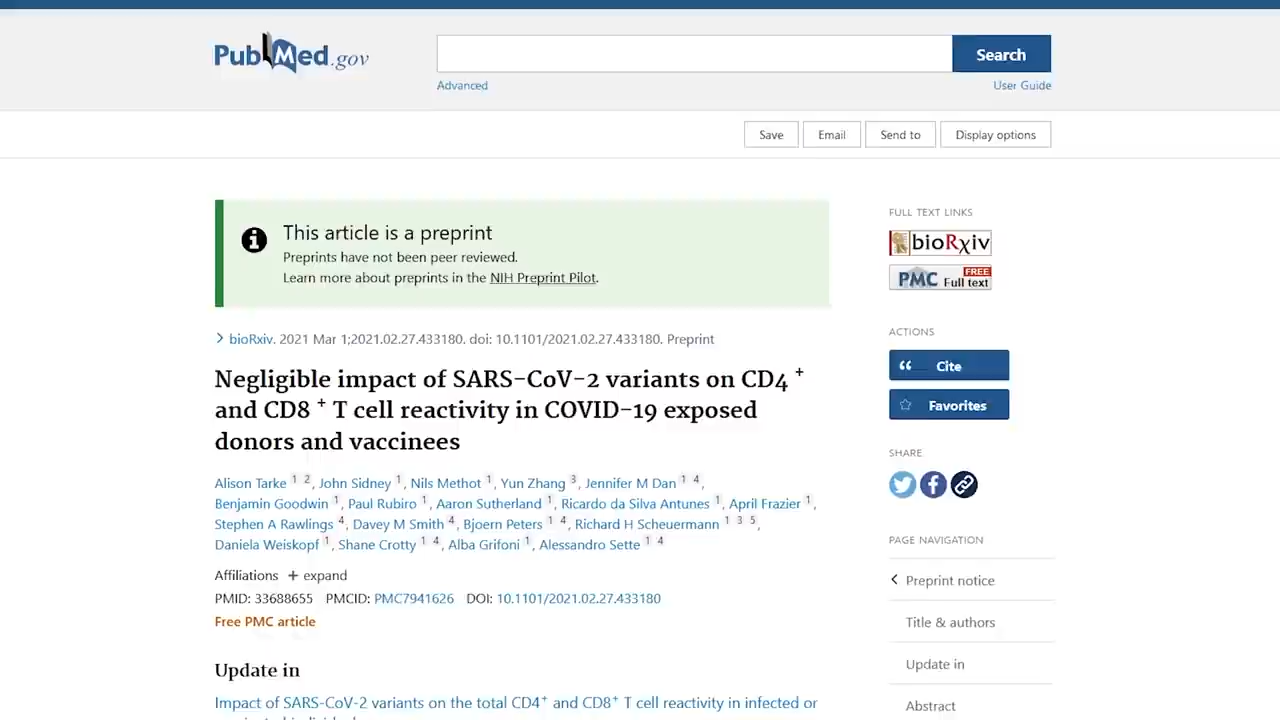 PubMed.gov
Search
Advanced
User Guide
Save
Email
Send to
Display options
This article is a preprint
Preprints have not been peer reviewed.
Learn more about preprints in the NIH Preprint Pilot.
FULL TEXT LINKS
bioRxiv
PMC FREE Full text
bioRxiv. 2021 Mar 1;2021.02.27.433180. doi: 10.1101/2021.02.27.433180. Preprint
Negligible impact of SARS-CoV-2 variants on CD4 +
and CD8 + T cell reactivity in COVID-19 exposed
donors and vaccinees
Alison Tarke 1 2, John Sidney 1, Nils Methot 1, Yun Zhang 3, Jennifer M Dan 1 4,
Benjamin Goodwin 1, Paul Rubiro 1, Aaron Sutherland 1, Ricardo da Silva Antunes 1, April Frazier 1,
Stephen A Rawlings 4, Davey M Smith 4, Bjoern Peters 1 4, Richard H Scheuermann 1 3 5,
Daniela Weiskopf 1, Shane Crotty 1 4, Alba Grifoni 1, Alessandro Sette 1 4
Affiliations + expand
PMID: 33688655 PMCID: PMC7941626 DOI: 10.1101/2021.02.27.433180
Free PMC article
Update in
Impact of SARS-CoV-2 variants on the total CD4+ and CD8+ T cell reactivity in infected or
ACTIONS
Cite
Favorites
SHARE
PAGE NAVIGATION
Preprint notice
Title & authors
Update in
Abstract